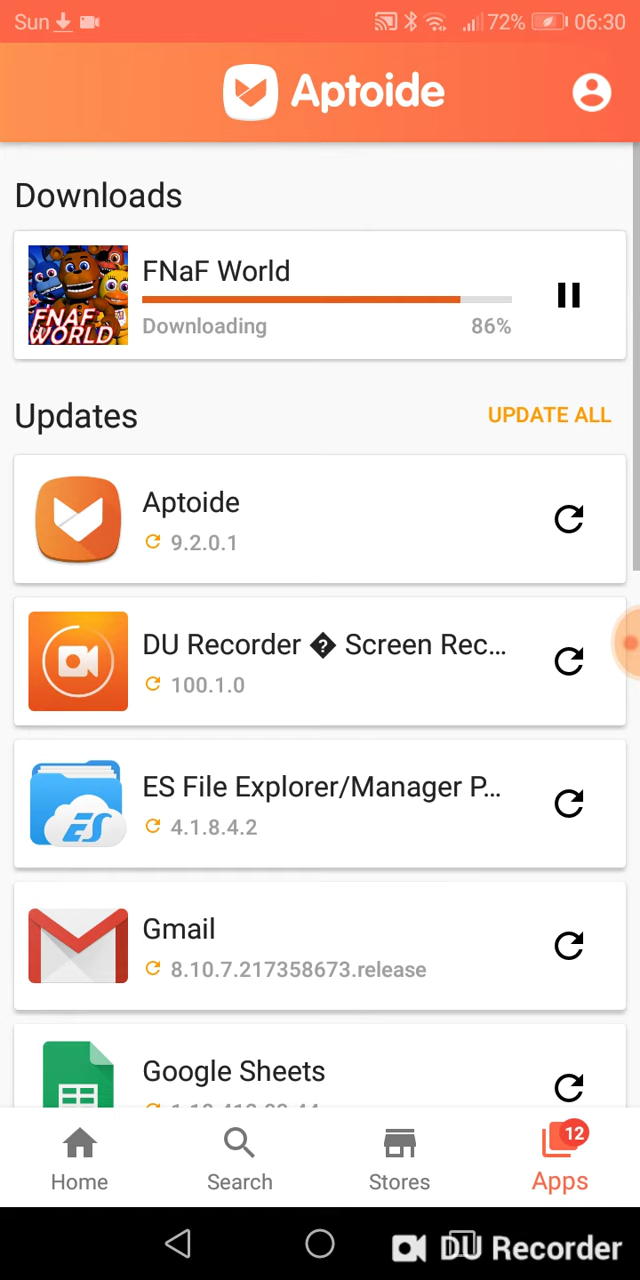 Sun 72% 06:30
Aptoide
Downloads
FNaF World
FNAF
WORLD
Downloading 86%
Updates UPDATE ALL
Aptoide
9.2.0.1
DU Recorder � Screen Rec...
100.1.0
ES File Explorer/Manager P...
ES
4.1.8.4.2
Gmail
8.10.7.217358673.release
Google Sheets
12
Home Search Stores Apps
DU Recorder